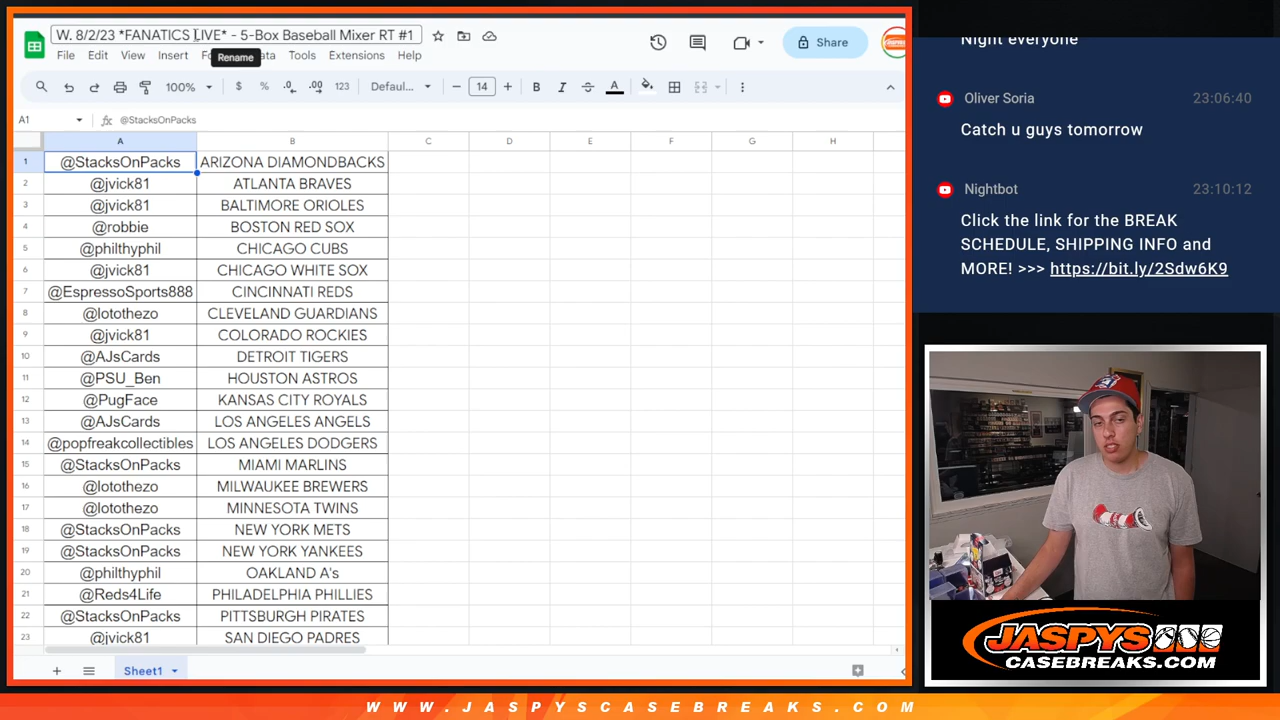 W. 8/2/23 *FANATICS LIVE* - 5-Box Baseball Mixer RT #1
File Edit View Insert Fo Rename ta Tools Extensions Help
Share
100% $ % .0 .00 123 Defaul... − 14 + B I A
A1 fx @StacksOnPacks
A B C D E F G H
1 @StacksOnPacks ARIZONA DIAMONDBACKS
2 @jvick81 ATLANTA BRAVES
3 @jvick81 BALTIMORE ORIOLES
4 @robbie BOSTON RED SOX
5 @philthyphil CHICAGO CUBS
6 @jvick81 CHICAGO WHITE SOX
7 @EspressoSports888 CINCINNATI REDS
8 @lotothezo CLEVELAND GUARDIANS
9 @jvick81 COLORADO ROCKIES
10 @AJsCards DETROIT TIGERS
11 @PSU_Ben HOUSTON ASTROS
12 @PugFace KANSAS CITY ROYALS
13 @AJsCards LOS ANGELES ANGELS
14 @popfreakcollectibles LOS ANGELES DODGERS
15 @StacksOnPacks MIAMI MARLINS
16 @lotothezo MILWAUKEE BREWERS
17 @lotothezo MINNESOTA TWINS
18 @StacksOnPacks NEW YORK METS
19 @StacksOnPacks NEW YORK YANKEES
20 @philthyphil OAKLAND A's
21 @Reds4Life PHILADELPHIA PHILLIES
22 @StacksOnPacks PITTSBURGH PIRATES
23 @jvick81 SAN DIEGO PADRES
+ Sheet1
Night everyone
Oliver Soria 23:06:40
Catch u guys tomorrow
Nightbot 23:10:12
Click the link for the BREAK
SCHEDULE, SHIPPING INFO and
MORE! >>> https://bit.ly/2Sdw6K9
JASPYS
CASEBREAKS.COM
WWW.JASPYSCASEBREAKS.COM